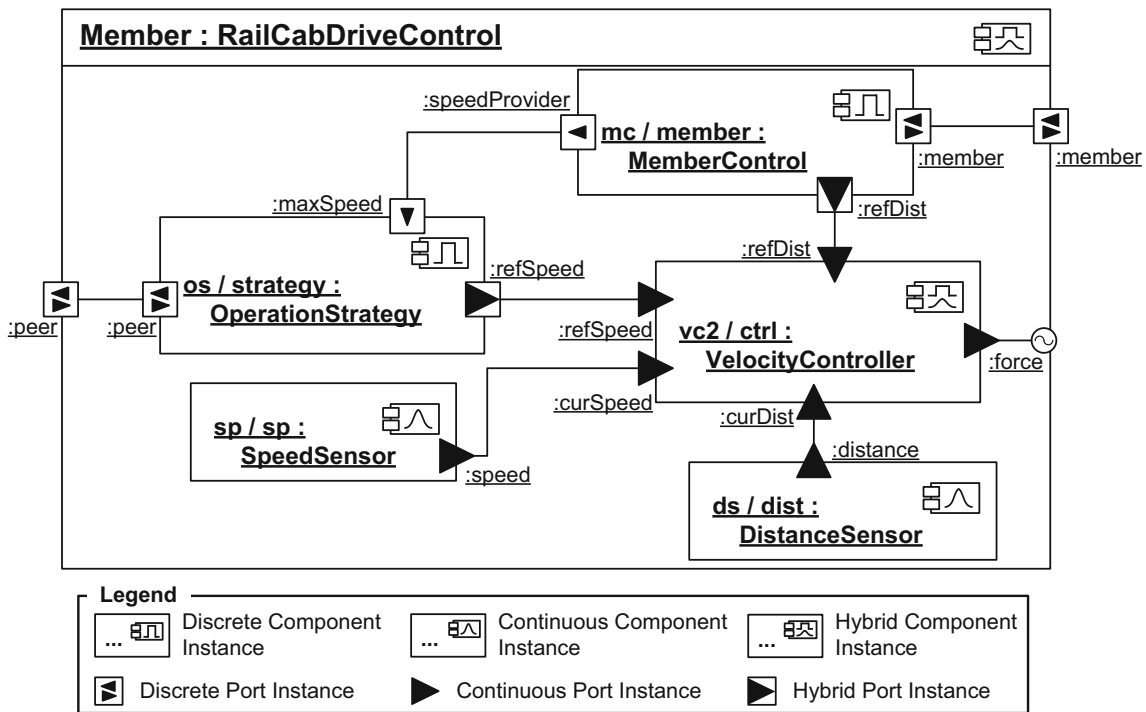 Member : RailCabDriveControl
:speedProvider
mc / member :
MemberControl
:member
:member
:maxSpeed
:refDist
:refSpeed
:refDist
os / strategy :
OperationStrategy
:peer
:peer
:refSpeed
vc2 / ctrl :
VelocityController
:force
:curSpeed
:curDist
sp / sp :
SpeedSensor
:speed
:distance
ds / dist :
DistanceSensor
Legend
... Discrete Component
Instance
... Continuous Component
Instance
... Hybrid Component
Instance
Discrete Port Instance
Continuous Port Instance
Hybrid Port Instance